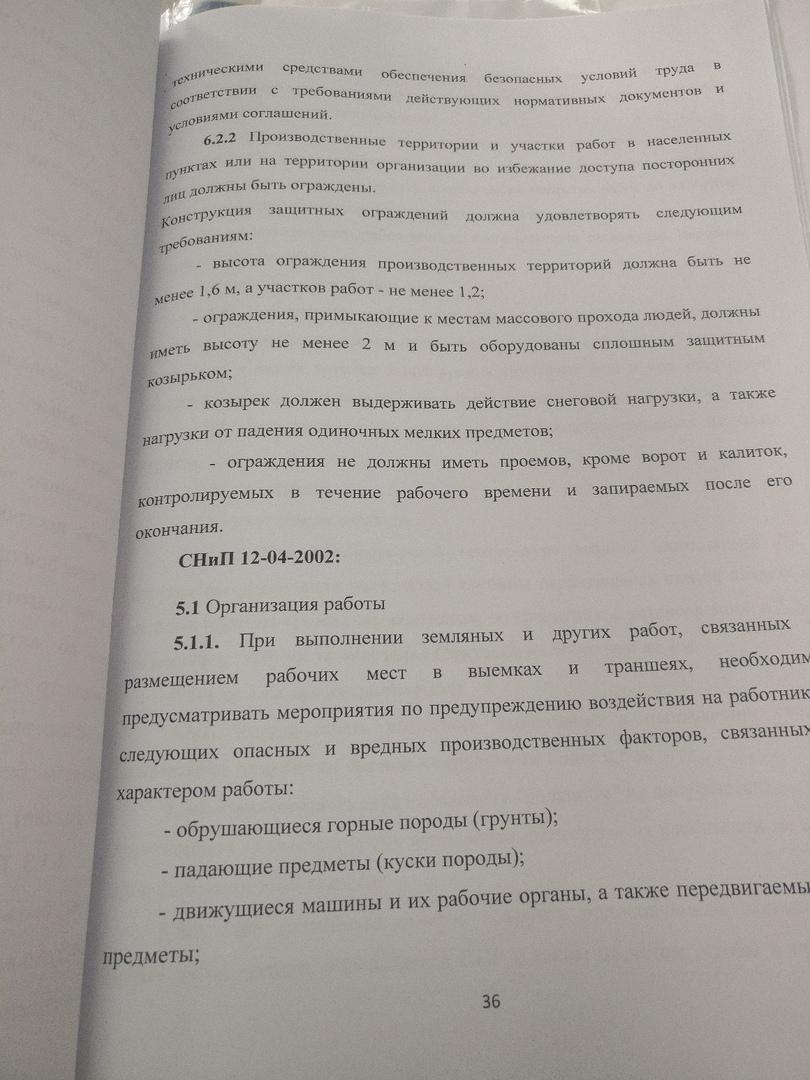 техническими средствами обеспечения безопасных условий труда в
соответствии с требованиями действующих нормативных документов и
условиями соглашений.
6.2.2 Производственные территории и участки работ в населенных
пунктах или на территории организации во избежание доступа посторонних
лиц должны быть ограждены.
Конструкция защитных ограждений должна удовлетворять следующим
требованиям:
- высота ограждения производственных территорий должна быть не
менее 1,6 м, а участков работ - не менее 1,2;
- ограждения, примыкающие к местам массового прохода людей, должны
иметь высоту не менее 2 м и быть оборудованы сплошным защитным
козырьком;
- козырек должен выдерживать действие снеговой нагрузки, а также
нагрузки от падения одиночных мелких предметов;
- ограждения не должны иметь проемов, кроме ворот и калиток,
контролируемых в течение рабочего времени и запираемых после его
окончания.
СНиП 12-04-2002:
5.1 Организация работы
5.1.1. При выполнении земляных и других работ, связанных
размещением рабочих мест в выемках и траншеях, необходим
предусматривать мероприятия по предупреждению воздействия на работник
следующих опасных и вредных производственных факторов, связанных
характером работы:
- обрушающиеся горные породы (грунты);
- падающие предметы (куски породы);
- движущиеся машины и их рабочие органы, а также передвигаемы
предметы;
36